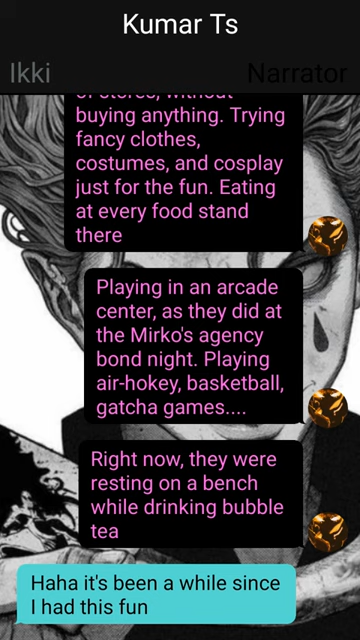 Kumar Ts
Ikki
Narrator
of stores, without
buying anything. Trying
fancy clothes,
costumes, and cosplay
just for the fun. Eating
at every food stand
there
Playing in an arcade
center, as they did at
the Mirko's agency
bond night. Playing
air-hokey, basketball,
gatcha games....
Right now, they were
resting on a bench
while drinking bubble
tea
Haha it's been a while since
I had this fun